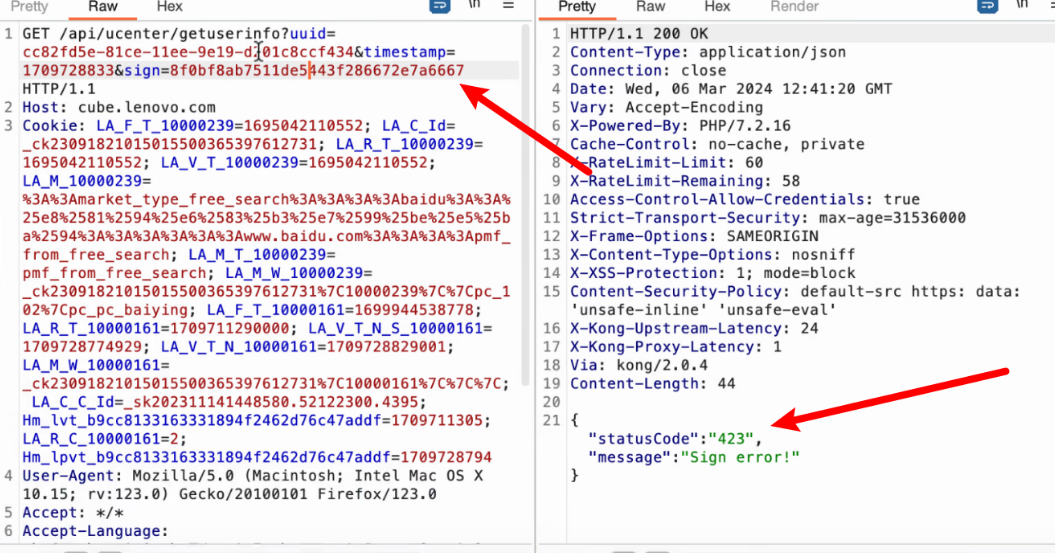 Pretty Raw Hex \n
1 GET /api/ucenter/getuserinfo?uuid=
cc82fd5e-81ce-11ee-9e19-d201c8ccf434&timestamp=
1709728833&sign=8f0bf8ab7511de5443f286672e7a6667
HTTP/1.1
2 Host: cube.lenovo.com
3 Cookie: LA_F_T_10000239=1695042110552; LA_C_Id=
_ck23091821015015500365397612731; LA_R_T_10000239=
1695042110552; LA_V_T_10000239=1695042110552;
LA_M_10000239=
%3A%3Amarket_type_free_search%3A%3A%3A%3Abaidu%3A%3A%
25e8%2581%2594%25e6%2583%25b3%25e7%2599%25be%25e5%25b
a%2594%3A%3A%3A%3A%3Awww.baidu.com%3A%3A%3A%3Apmf_
from_free_search; LA_M_T_10000239=
pmf_from_free_search; LA_M_W_10000239=
_ck23091821015015500365397612731%7C10000239%7C%7Cpc_1
02%7Cpc_pc_baiying; LA_F_T_10000161=1699944538778;
LA_R_T_10000161=1709711290000; LA_V_T_N_S_10000161=
1709728774929; LA_V_T_N_10000161=1709728829001;
LA_M_W_10000161=
_ck23091821015015500365397612731%7C10000161%7C%7C%7C;
LA_C_C_Id=_sk202311141448580.52122300.4395;
Hm_lvt_b9cc8133163331894f2462d76c47addf=1709711305;
LA_R_C_10000161=2;
Hm_lpvt_b9cc8133163331894f2462d76c47addf=1709728794
4 User-Agent: Mozilla/5.0 (Macintosh; Intel Mac OS X
10.15; rv:123.0) Gecko/20100101 Firefox/123.0
5 Accept: */*
6 Accept-Language:
Pretty Raw Hex Render \n
1 HTTP/1.1 200 OK
2 Content-Type: application/json
3 Connection: close
4 Date: Wed, 06 Mar 2024 12:41:20 GMT
5 Vary: Accept-Encoding
6 X-Powered-By: PHP/7.2.16
7 Cache-Control: no-cache, private
8 X-RateLimit-Limit: 60
9 X-RateLimit-Remaining: 58
10 Access-Control-Allow-Credentials: true
11 Strict-Transport-Security: max-age=31536000
12 X-Frame-Options: SAMEORIGIN
13 X-Content-Type-Options: nosniff
14 X-XSS-Protection: 1; mode=block
15 Content-Security-Policy: default-src https: data:
'unsafe-inline' 'unsafe-eval'
16 X-Kong-Upstream-Latency: 24
17 X-Kong-Proxy-Latency: 1
18 Via: kong/2.0.4
19 Content-Length: 44
20
21 {
"statusCode":"423",
"message":"Sign error!"
}